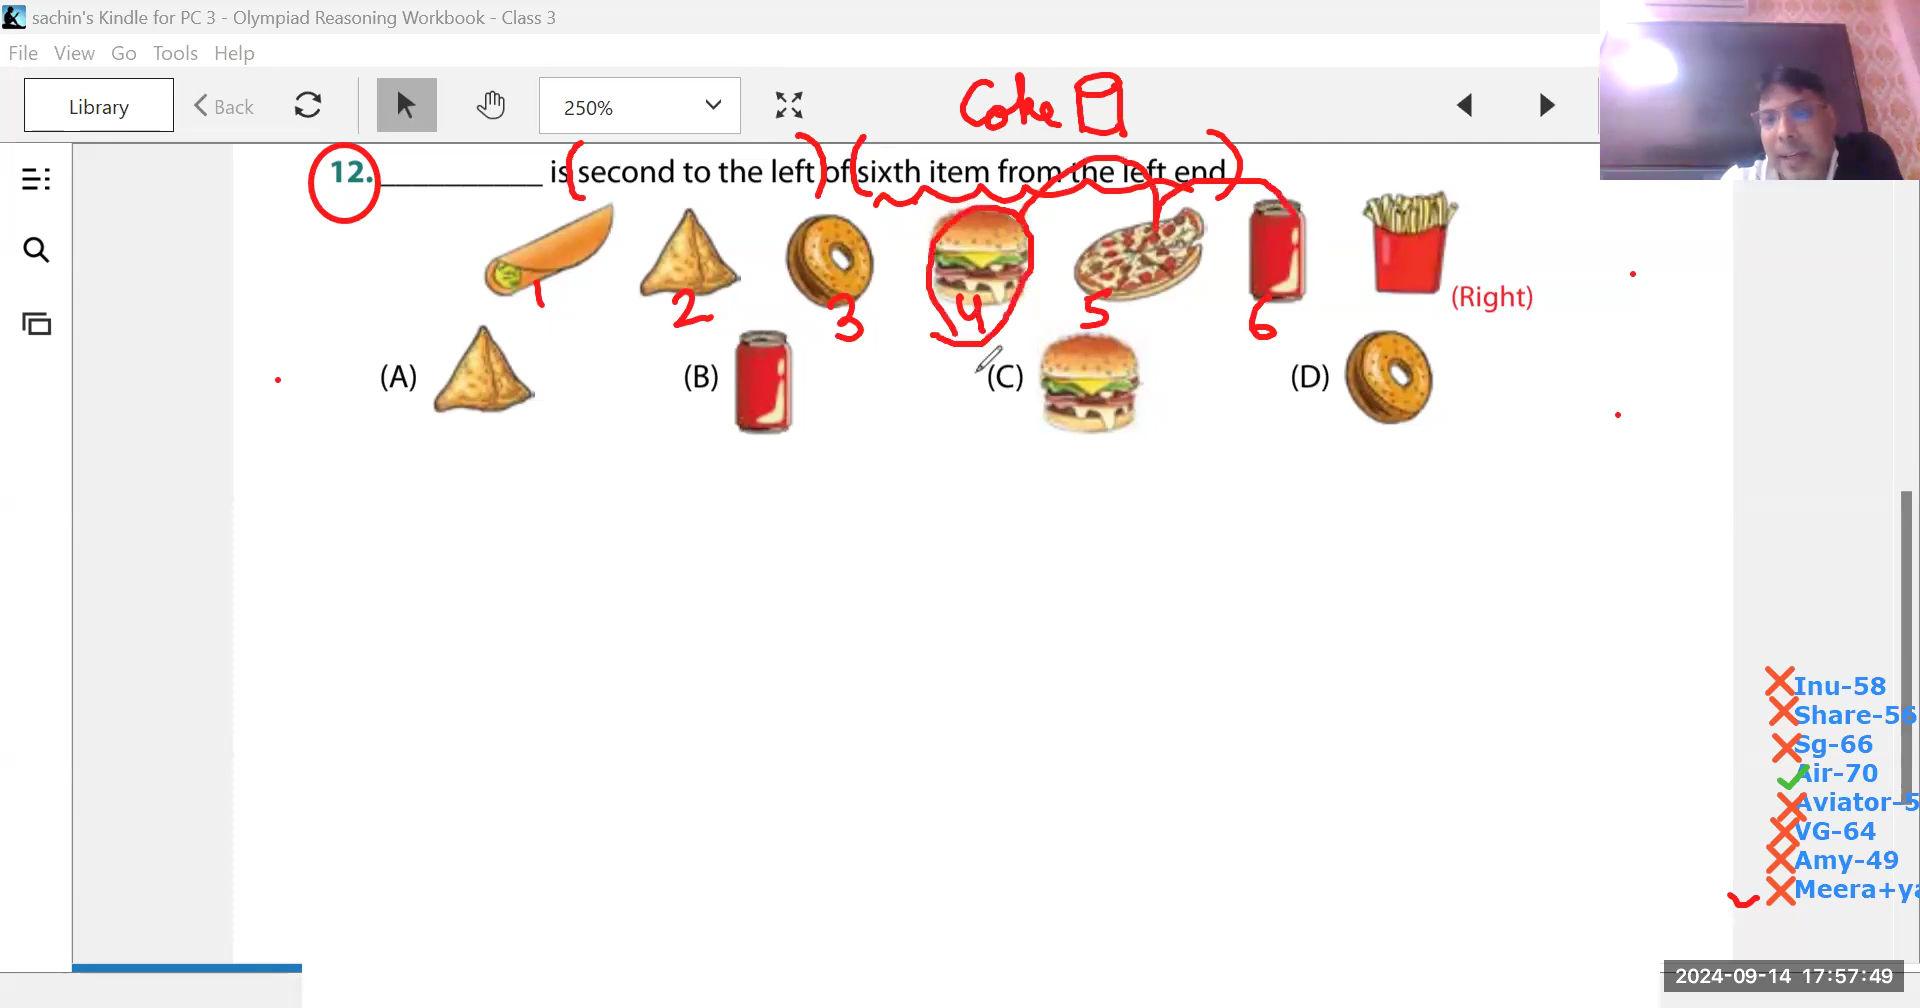 sachin's Kindle for PC 3 - Olympiad Reasoning Workbook - Class 3
File View Go Tools Help
Library Back 250% Coke
12. __________ is second to the left of sixth item from the left end
1 2 3 4 5 6 (Right)
(A) (B) (C) (D)
Inu-58
Share-56
Sg-66
Air-70
Aviator-5
VG-64
Amy-49
Meera+ya
2024-09-14 17:57:49